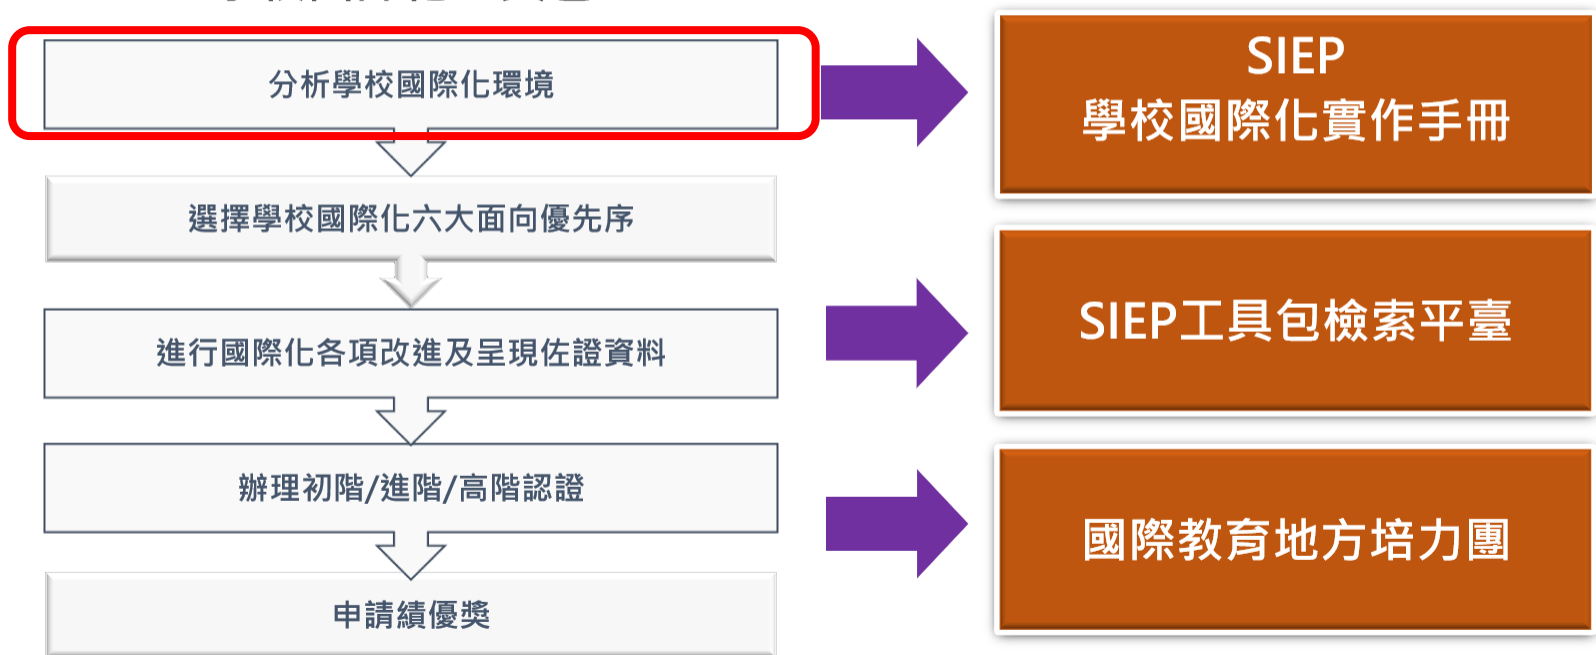 分析學校國際化環境
SIEP
學校國際化實作手冊
選擇學校國際化六大面向優先序
進行國際化各項改進及呈現佐證資料
SIEP工具包檢索平臺
辦理初階/進階/高階認證
國際教育地方培力團
申請績優獎